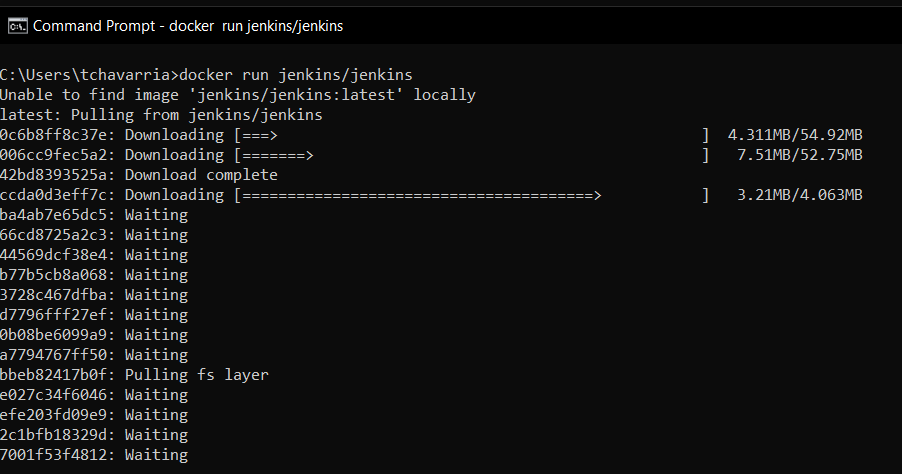 Command Prompt - docker  run jenkins/jenkins
C:\Users\tchavarria>docker run jenkins/jenkins
Unable to find image 'jenkins/jenkins:latest' locally
latest: Pulling from jenkins/jenkins
0c6b8ff8c37e: Downloading [===>                                               ]  4.311MB/54.92MB
006cc9fec5a2: Downloading [=======>                                           ]   7.51MB/52.75MB
42bd8393525a: Download complete
ccda0d3eff7c: Downloading [=======================================>           ]   3.21MB/4.063MB
ba4ab7e65dc5: Waiting
66cd8725a2c3: Waiting
44569dcf38e4: Waiting
b77b5cb8a068: Waiting
3728c467dfba: Waiting
d7796fff27ef: Waiting
0b08be6099a9: Waiting
a7794767ff50: Waiting
bbeb82417b0f: Pulling fs layer
e027c34f6046: Waiting
efe203fd09e9: Waiting
2c1bfb18329d: Waiting
7001f53f4812: Waiting